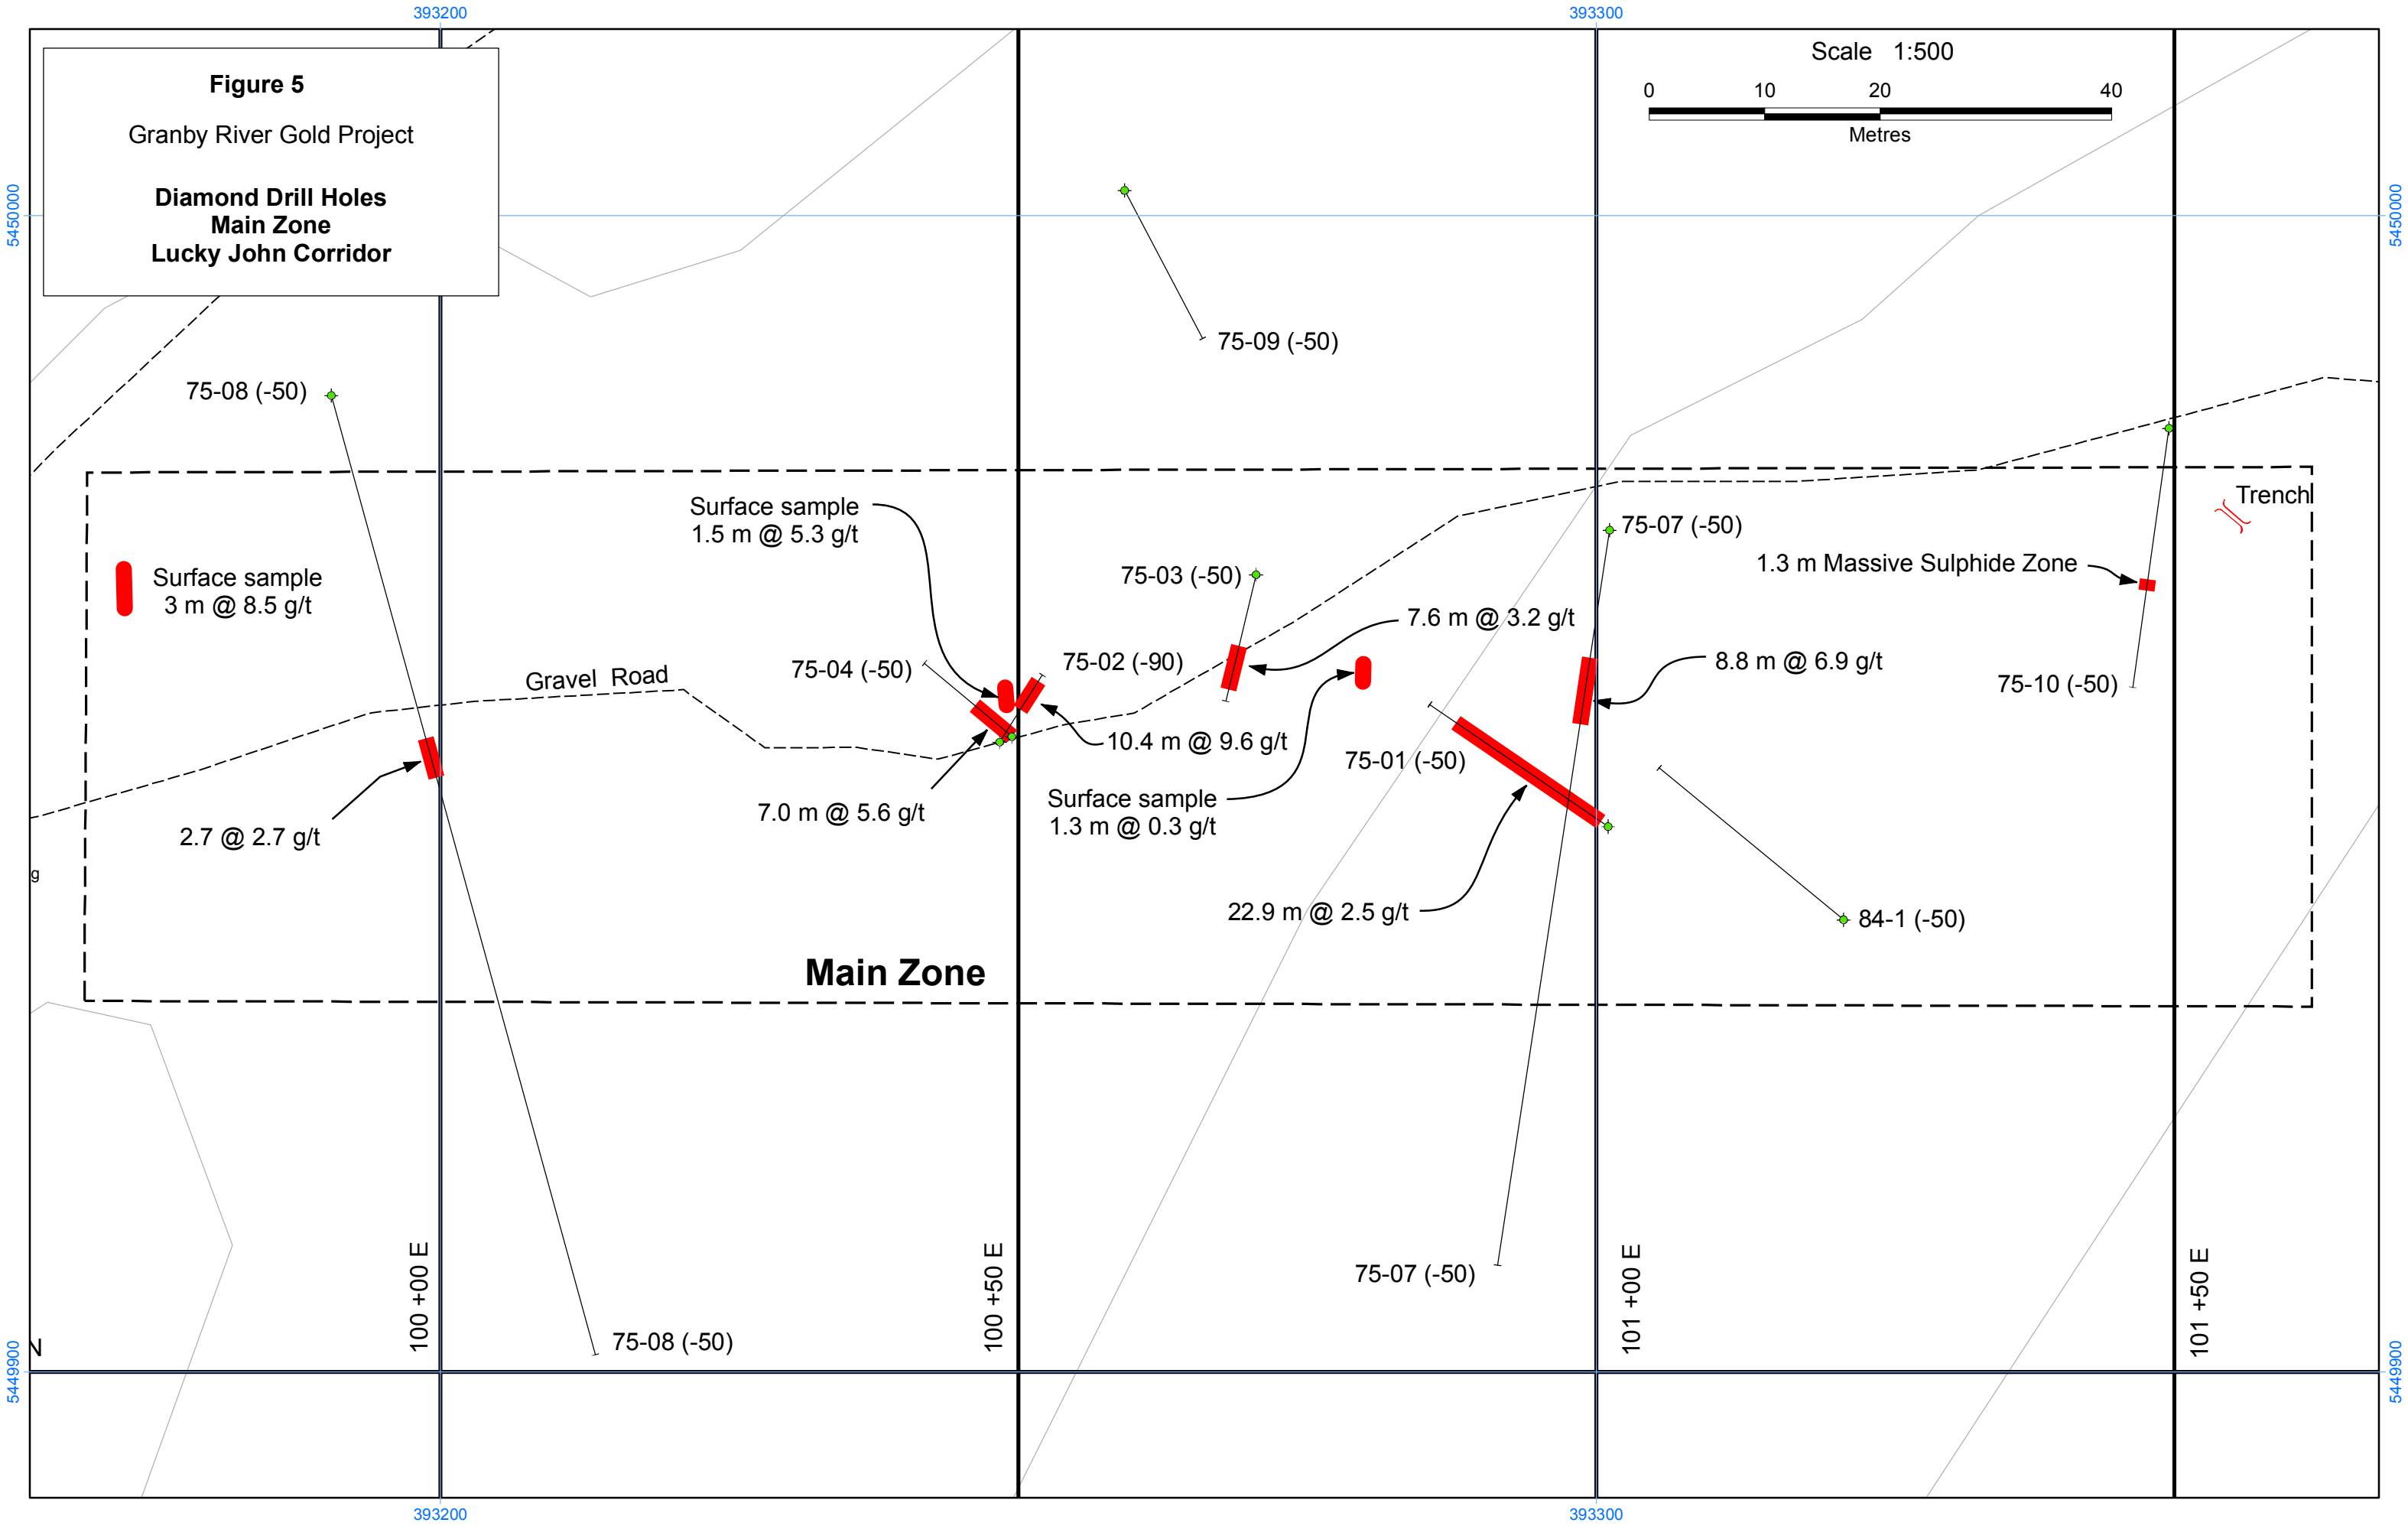 393200
393300
Figure 5
Granby River Gold Project
Diamond Drill Holes
Main Zone
Lucky John Corridor
Scale 1:500
0 10 20 40
Metres
5450000
5450000
75-09 (-50)
75-08 (-50)
Surface sample
1.5 m @ 5.3 g/t
Trench
75-07 (-50)
1.3 m Massive Sulphide Zone
Surface sample
3 m @ 8.5 g/t
75-03 (-50)
7.6 m @ 3.2 g/t
Gravel Road
75-04 (-50)
75-02 (-90)
8.8 m @ 6.9 g/t
75-10 (-50)
10.4 m @ 9.6 g/t
75-01 (-50)
7.0 m @ 5.6 g/t
Surface sample
1.3 m @ 0.3 g/t
2.7 @ 2.7 g/t
g
22.9 m @ 2.5 g/t
84-1 (-50)
Main Zone
75-07 (-50)
100 +00 E
100 +50 E
101 +00 E
101 +50 E
75-08 (-50)
N
5449900
5449900
393200
393300